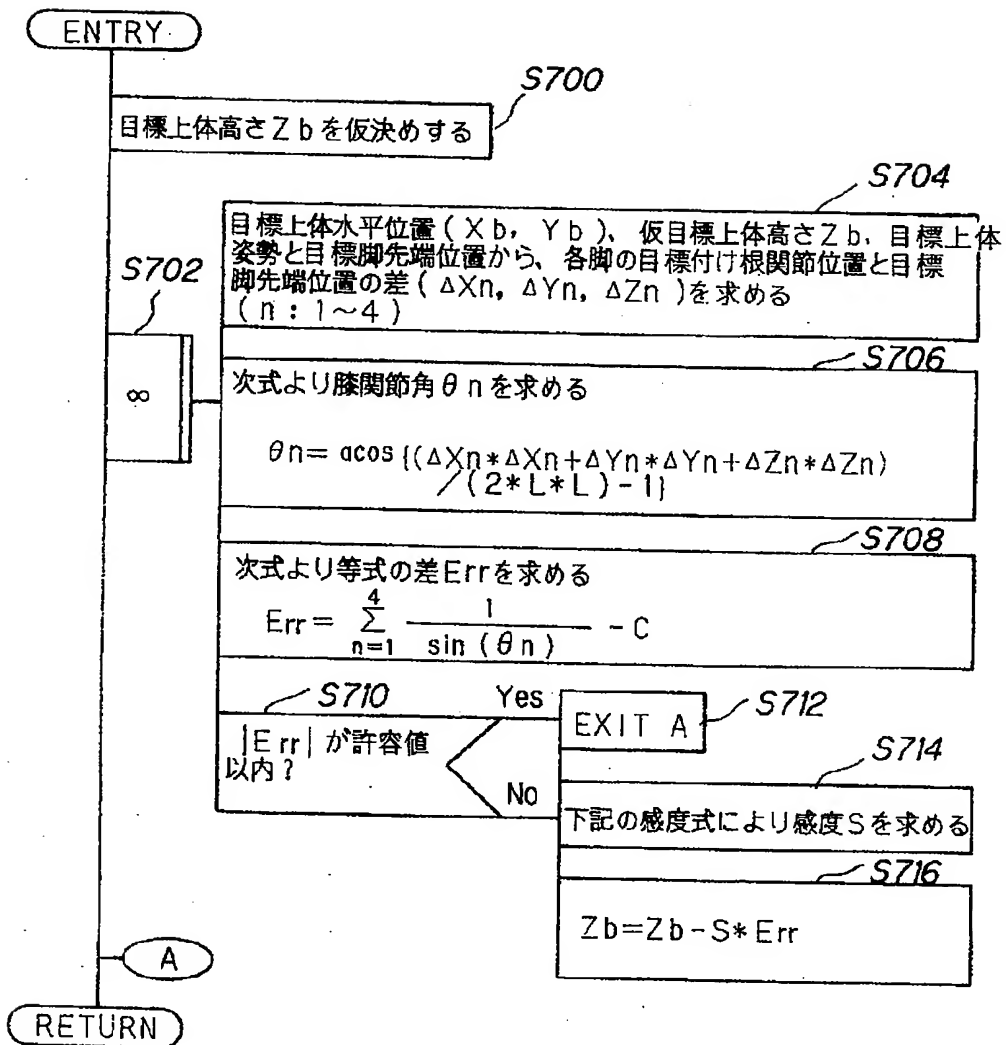 ENTRY
S700
目標上体高さZbを仮決めする
S704
目標上体水平位置(Xb, Yb)、仮目標上体高さZb、目標上体
姿勢と目標脚先端位置から、各脚の目標付け根関節位置と目標
脚先端位置の差(ΔXn, ΔYn, ΔZn)を求める
(n:1~4)
S702
∞
S706
次式より膝関節角θnを求める
θn= acos{(ΔXn*ΔXn+ΔYn*ΔYn+ΔZn*ΔZn)
/(2*L*L)-1}
S708
次式より等式の差Errを求める
Err= 4Σn=1 1/sin(θn) -C
S710
|Err|が許容値
以内?
Yes
EXIT A
S712
No
S714
下記の感度式により感度Sを求める
S716
Zb=Zb-S*Err
A
RETURN